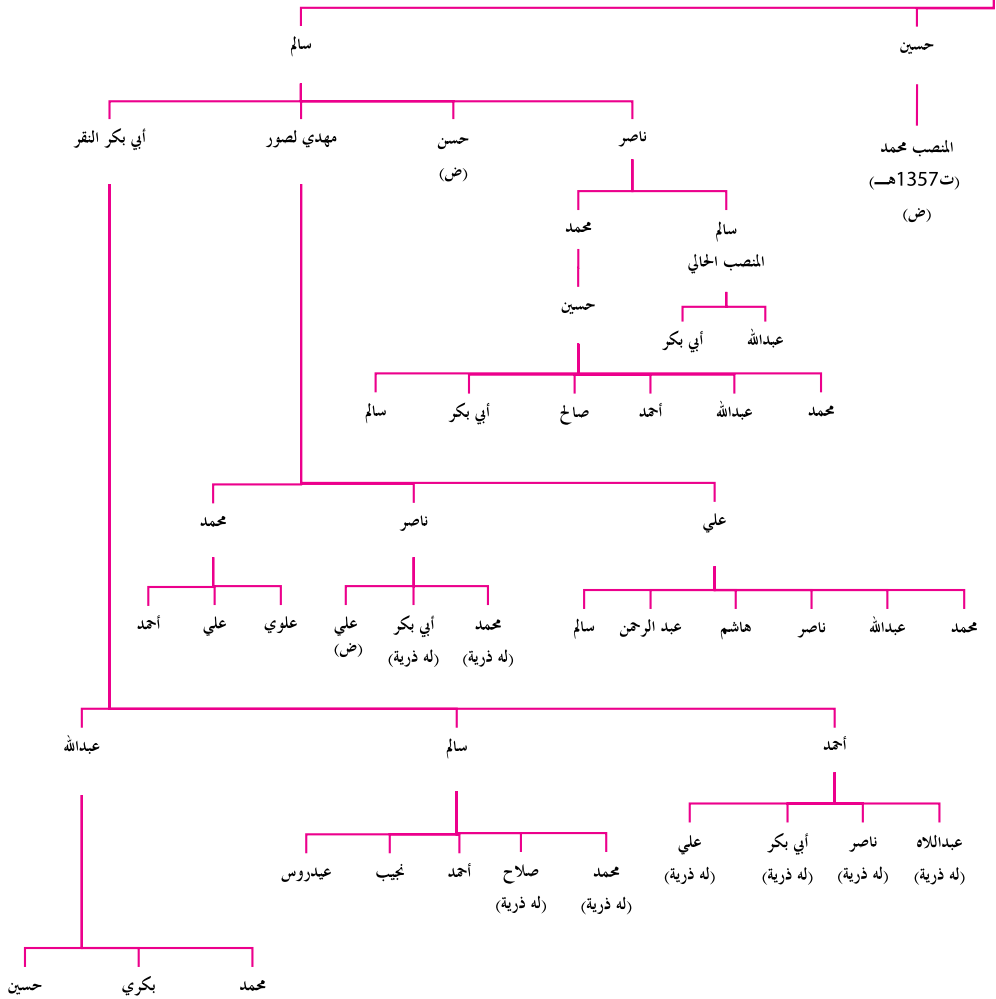 حسين
سالم
ناصر
حسن
مهدي لصور
أبي بكر النقر
(ض)
المنصب محمد
(ت1357هـ)
(ض)
سالم
محمد
المنصب الحالي
حسين
عبدالله
أبي بكر
محمد
عبدالله
أحمد
صالح
أبي بكر
سالم
علي
ناصر
محمد
محمد
عبدالله
ناصر
هاشم
عبد الرحمن
سالم
محمد
أبي بكر
علي
علوي
علي
أحمد
(له ذرية)
(له ذرية)
(ض)
أحمد
سالم
عبدالله
عبداللاه
ناصر
أبي بكر
علي
(له ذرية)
(له ذرية)
(له ذرية)
(له ذرية)
محمد
صلاح
أحمد
نجيب
عيدروس
(له ذرية)
(له ذرية)
محمد
بكري
حسين